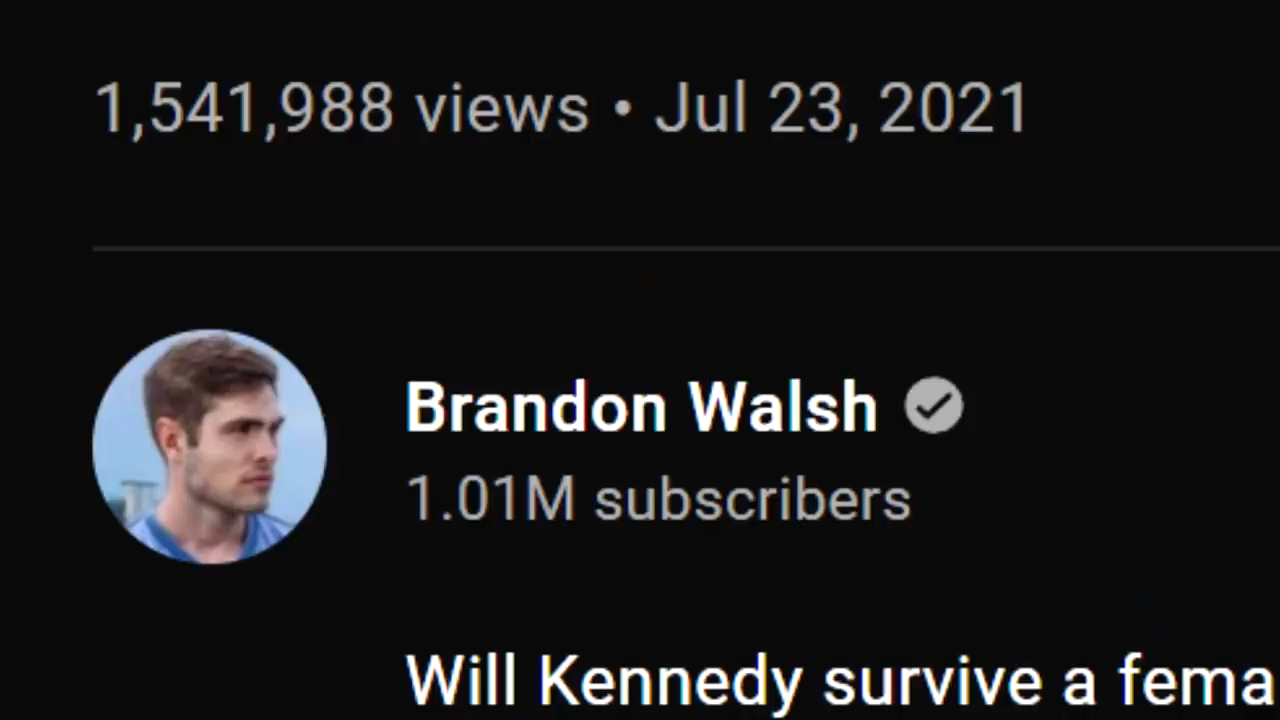 1,541,988 views • Jul 23, 2021
Brandon Walsh
1.01M subscribers
Will Kennedy survive a fema